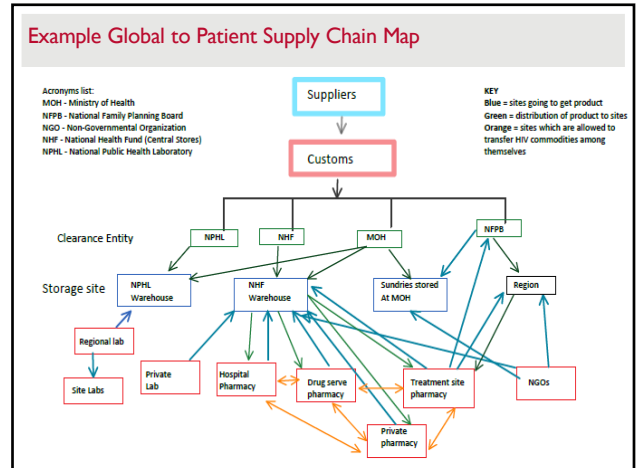 Example Global to Patient Supply Chain Map
Acronyms list:
MOH - Ministry of Health
NFPB - National Family Planning Board
NGO - Non-Governmental Organization
NHF - National Health Fund (Central Stores)
NPHL - National Public Health Laboratory
Suppliers
KEY
Blue = sites going to get product
Green = distribution of product to sites
Orange = sites which are allowed to
transfer HIV commodities among
themselves
Customs
Clearance Entity
NPHL
NHF
MOH
NFPB
Storage site
NPHL
Warehouse
NHF
Warehouse
Sundries stored
At MOH
Region
Regional lab
Site Labs
Private
Lab
Hospital
Pharmacy
Drug serve
pharmacy
Treatment site
pharmacy
NGOs
Private
pharmacy